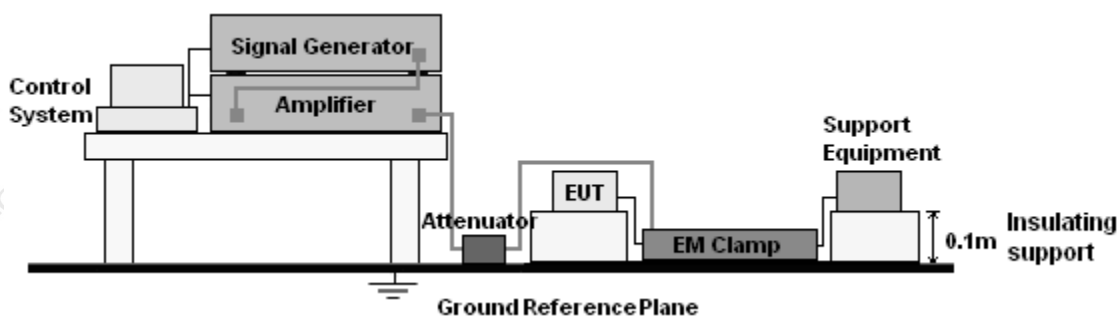 Signal Generator
Control
System
Amplifier
Support
Equipment
EUT
Attenuator
EM Clamp
0.1m
Insulating
support
Ground Reference Plane